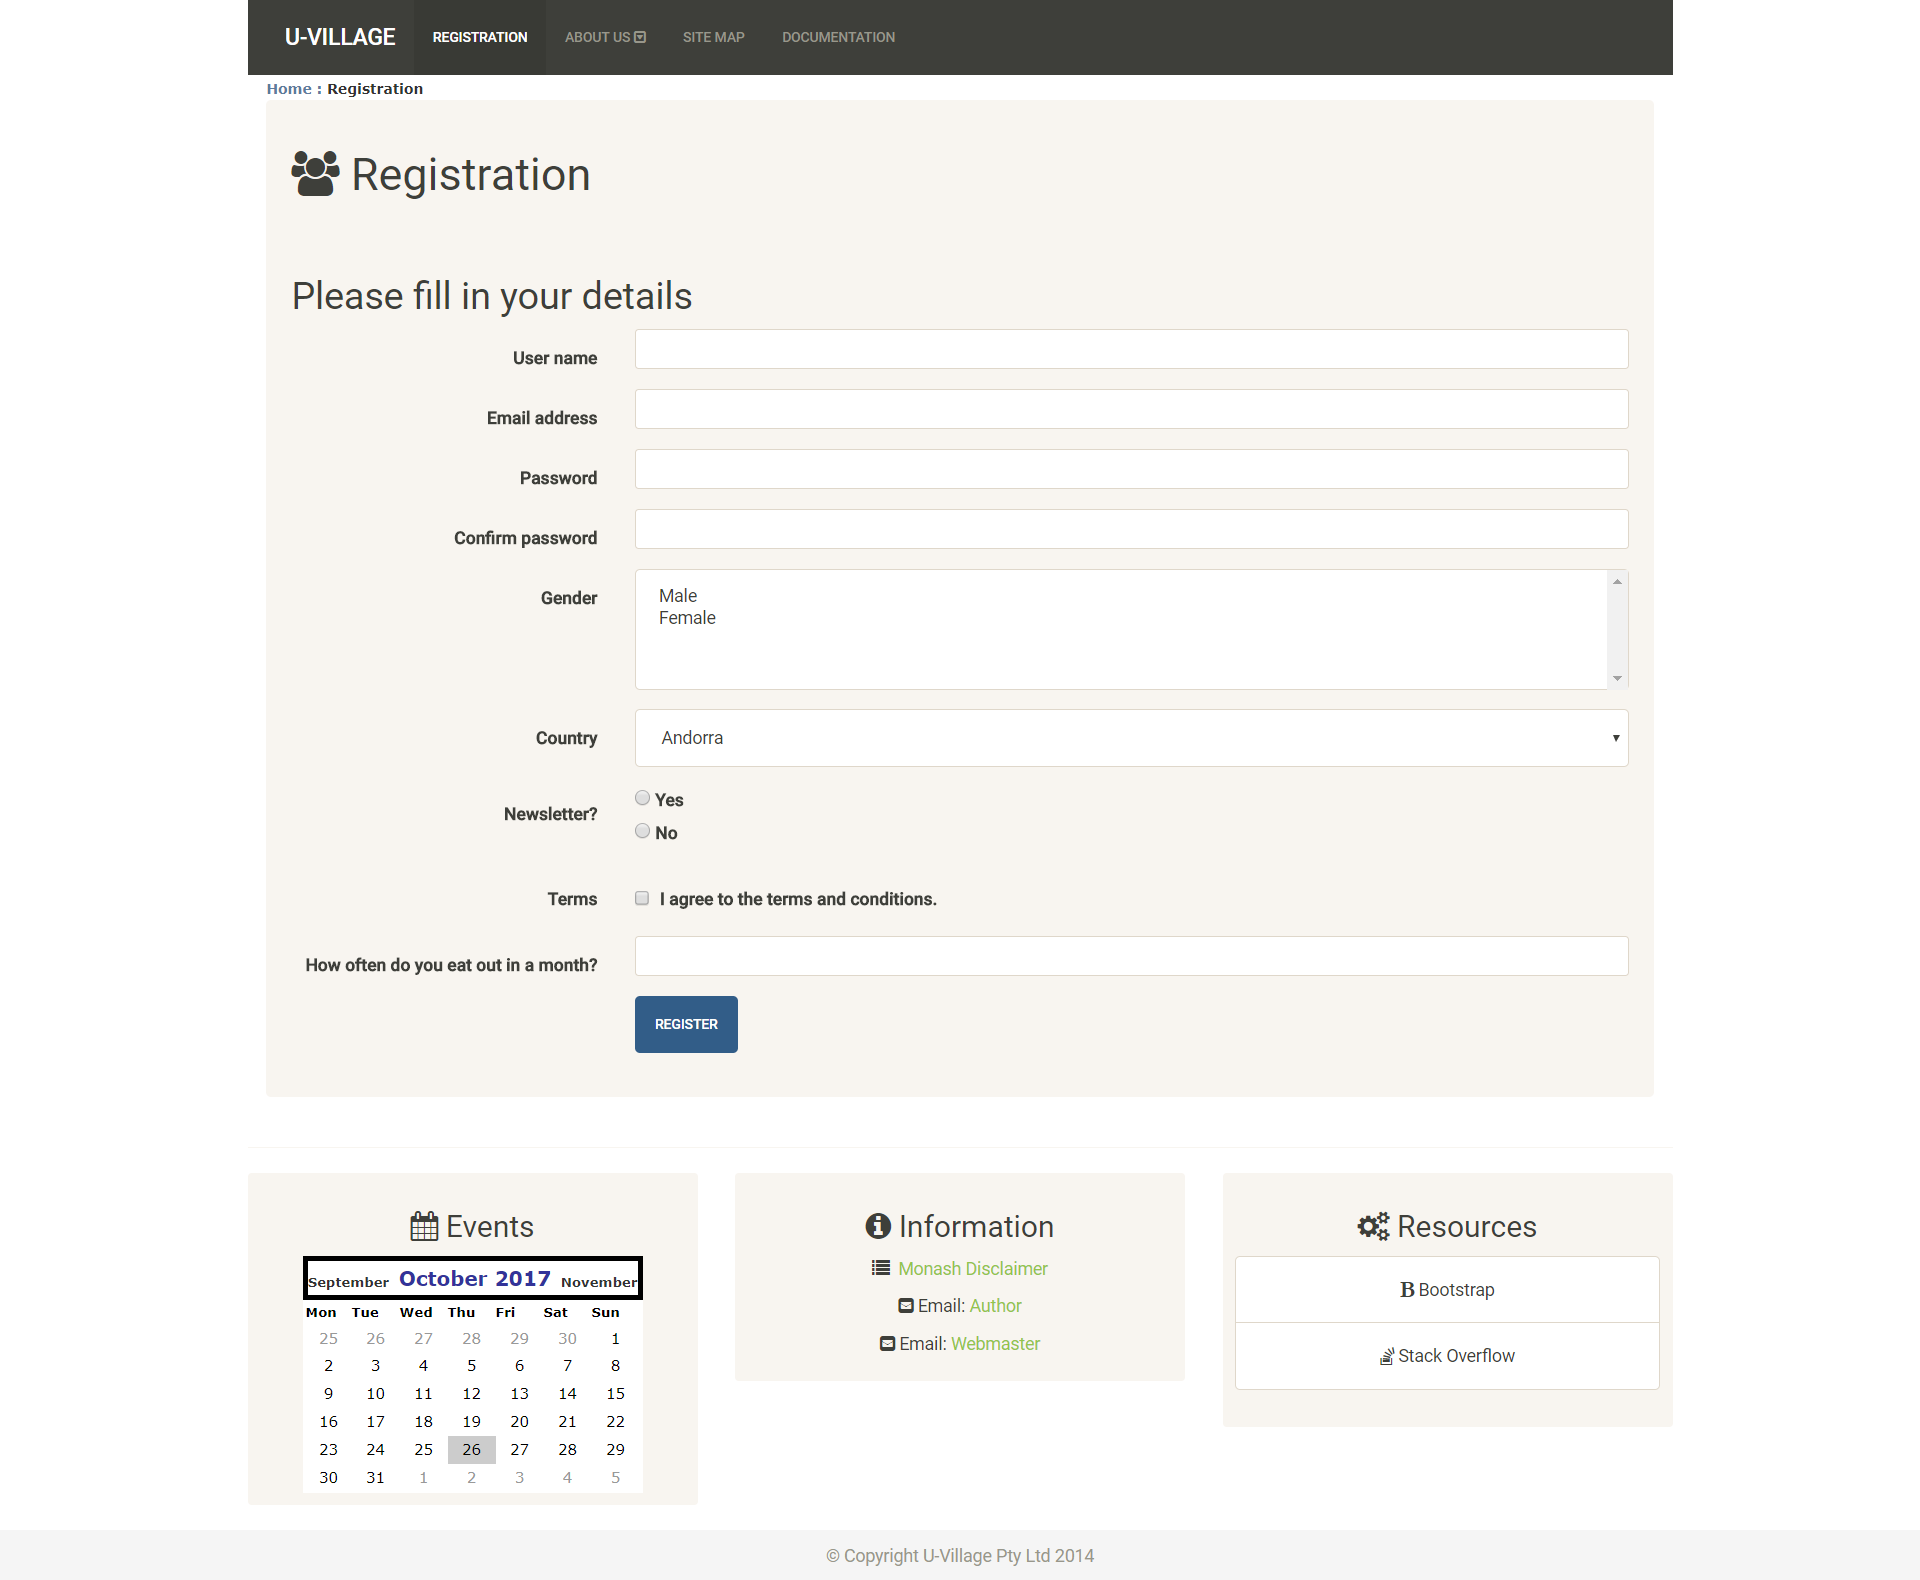 U-VILLAGE REGISTRATION ABOUT US SITE MAP DOCUMENTATION
Home : Registration
Registration
Please fill in your details
User name
Email address
Password
Confirm password
Gender
Male
Female
Country
Andorra
Newsletter?
Yes
No
Terms
I agree to the terms and conditions.
How often do you eat out in a month?
REGISTER
Events
September October 2017 November
Mon Tue Wed Thu Fri Sat Sun
25 26 27 28 29 30 1
2 3 4 5 6 7 8
9 10 11 12 13 14 15
16 17 18 19 20 21 22
23 24 25 26 27 28 29
30 31 1 2 3 4 5
Information
Monash Disclaimer
Email: Author
Email: Webmaster
Resources
B Bootstrap
Stack Overflow
© Copyright U-Village Pty Ltd 2014